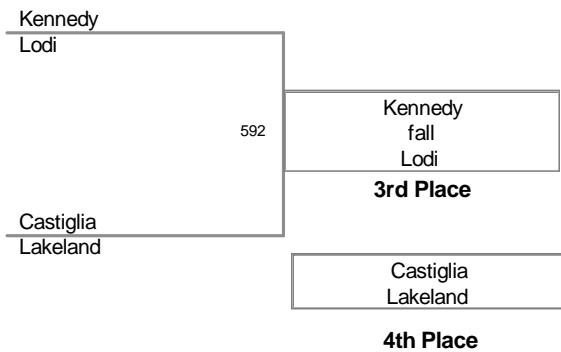 Kennedy
Lodi
592
Kennedy
fall
Lodi
3rd Place
Castiglia
Lakeland
Castiglia
Lakeland
4th Place